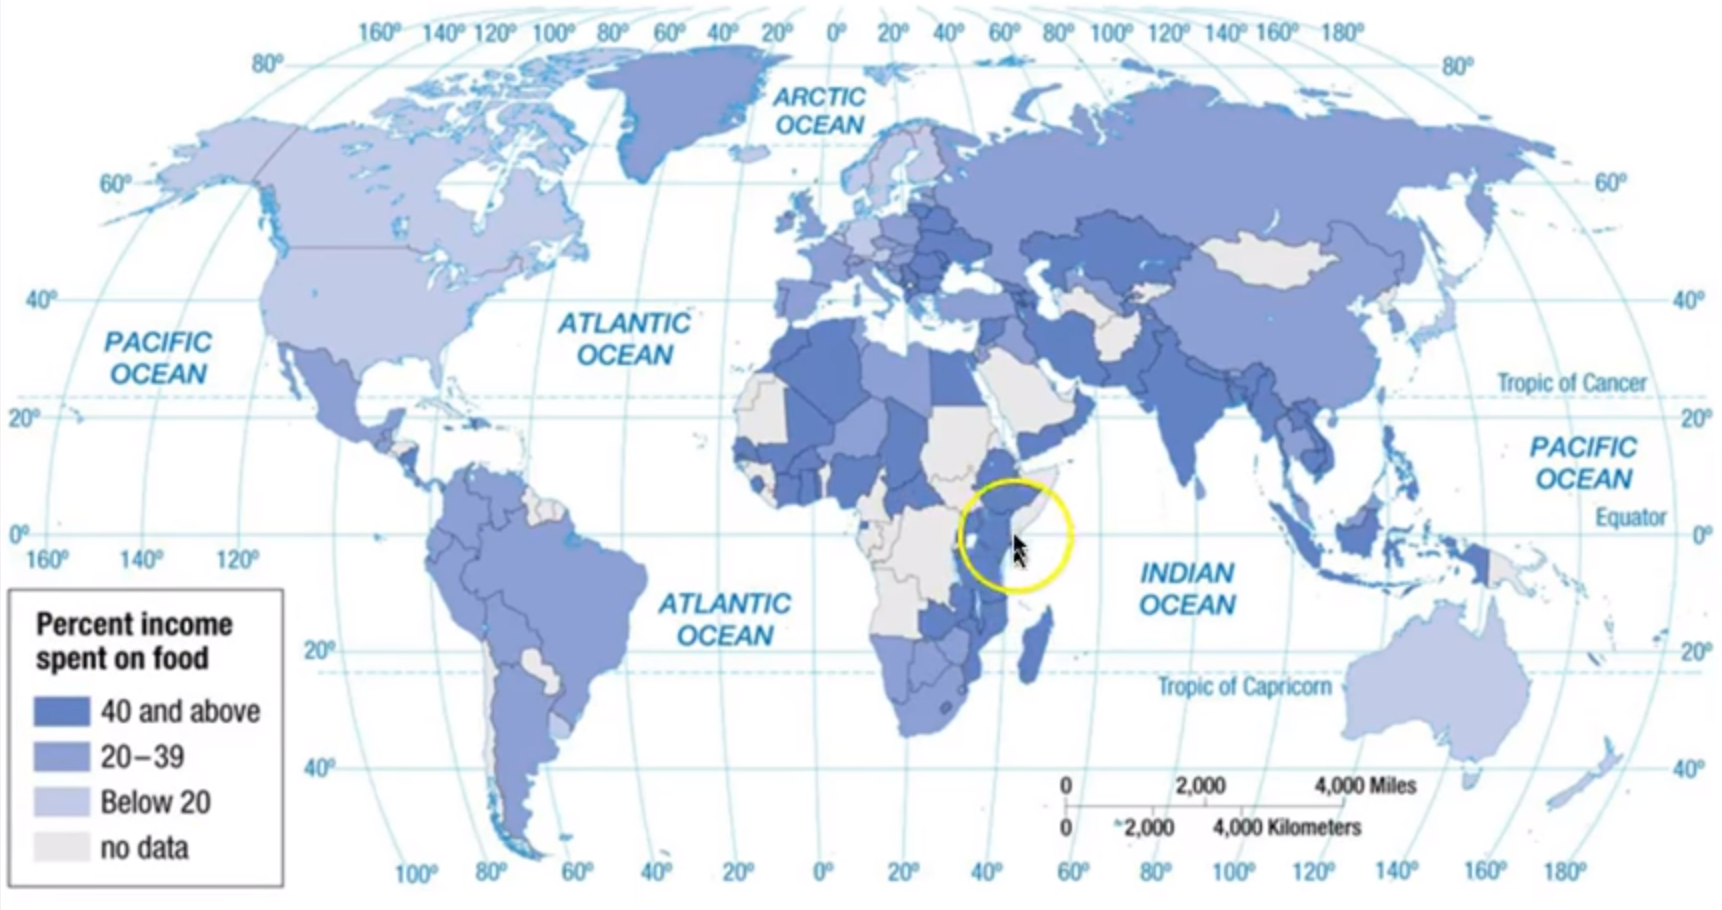 160° 140° 120° 100° 80° 60° 40° 20° 0° 20° 40° 60° 80° 100° 120° 140° 160° 180°
80° 80°
ARCTIC
OCEAN
60° 60°
40° 40°
ATLANTIC
OCEAN
PACIFIC
OCEAN
Tropic of Cancer
20° 20°
PACIFIC
OCEAN
Equator
0° 0°
160° 140° 120°
INDIAN
OCEAN
ATLANTIC
OCEAN
20° 20°
Tropic of Capricorn
40° 40°
Percent income
spent on food
40 and above
20–39
Below 20
no data
0 2,000 4,000 Miles
0 2,000 4,000 Kilometers
100° 80° 60° 40° 20° 0° 20° 40° 60° 80° 100° 120° 140° 160° 180°